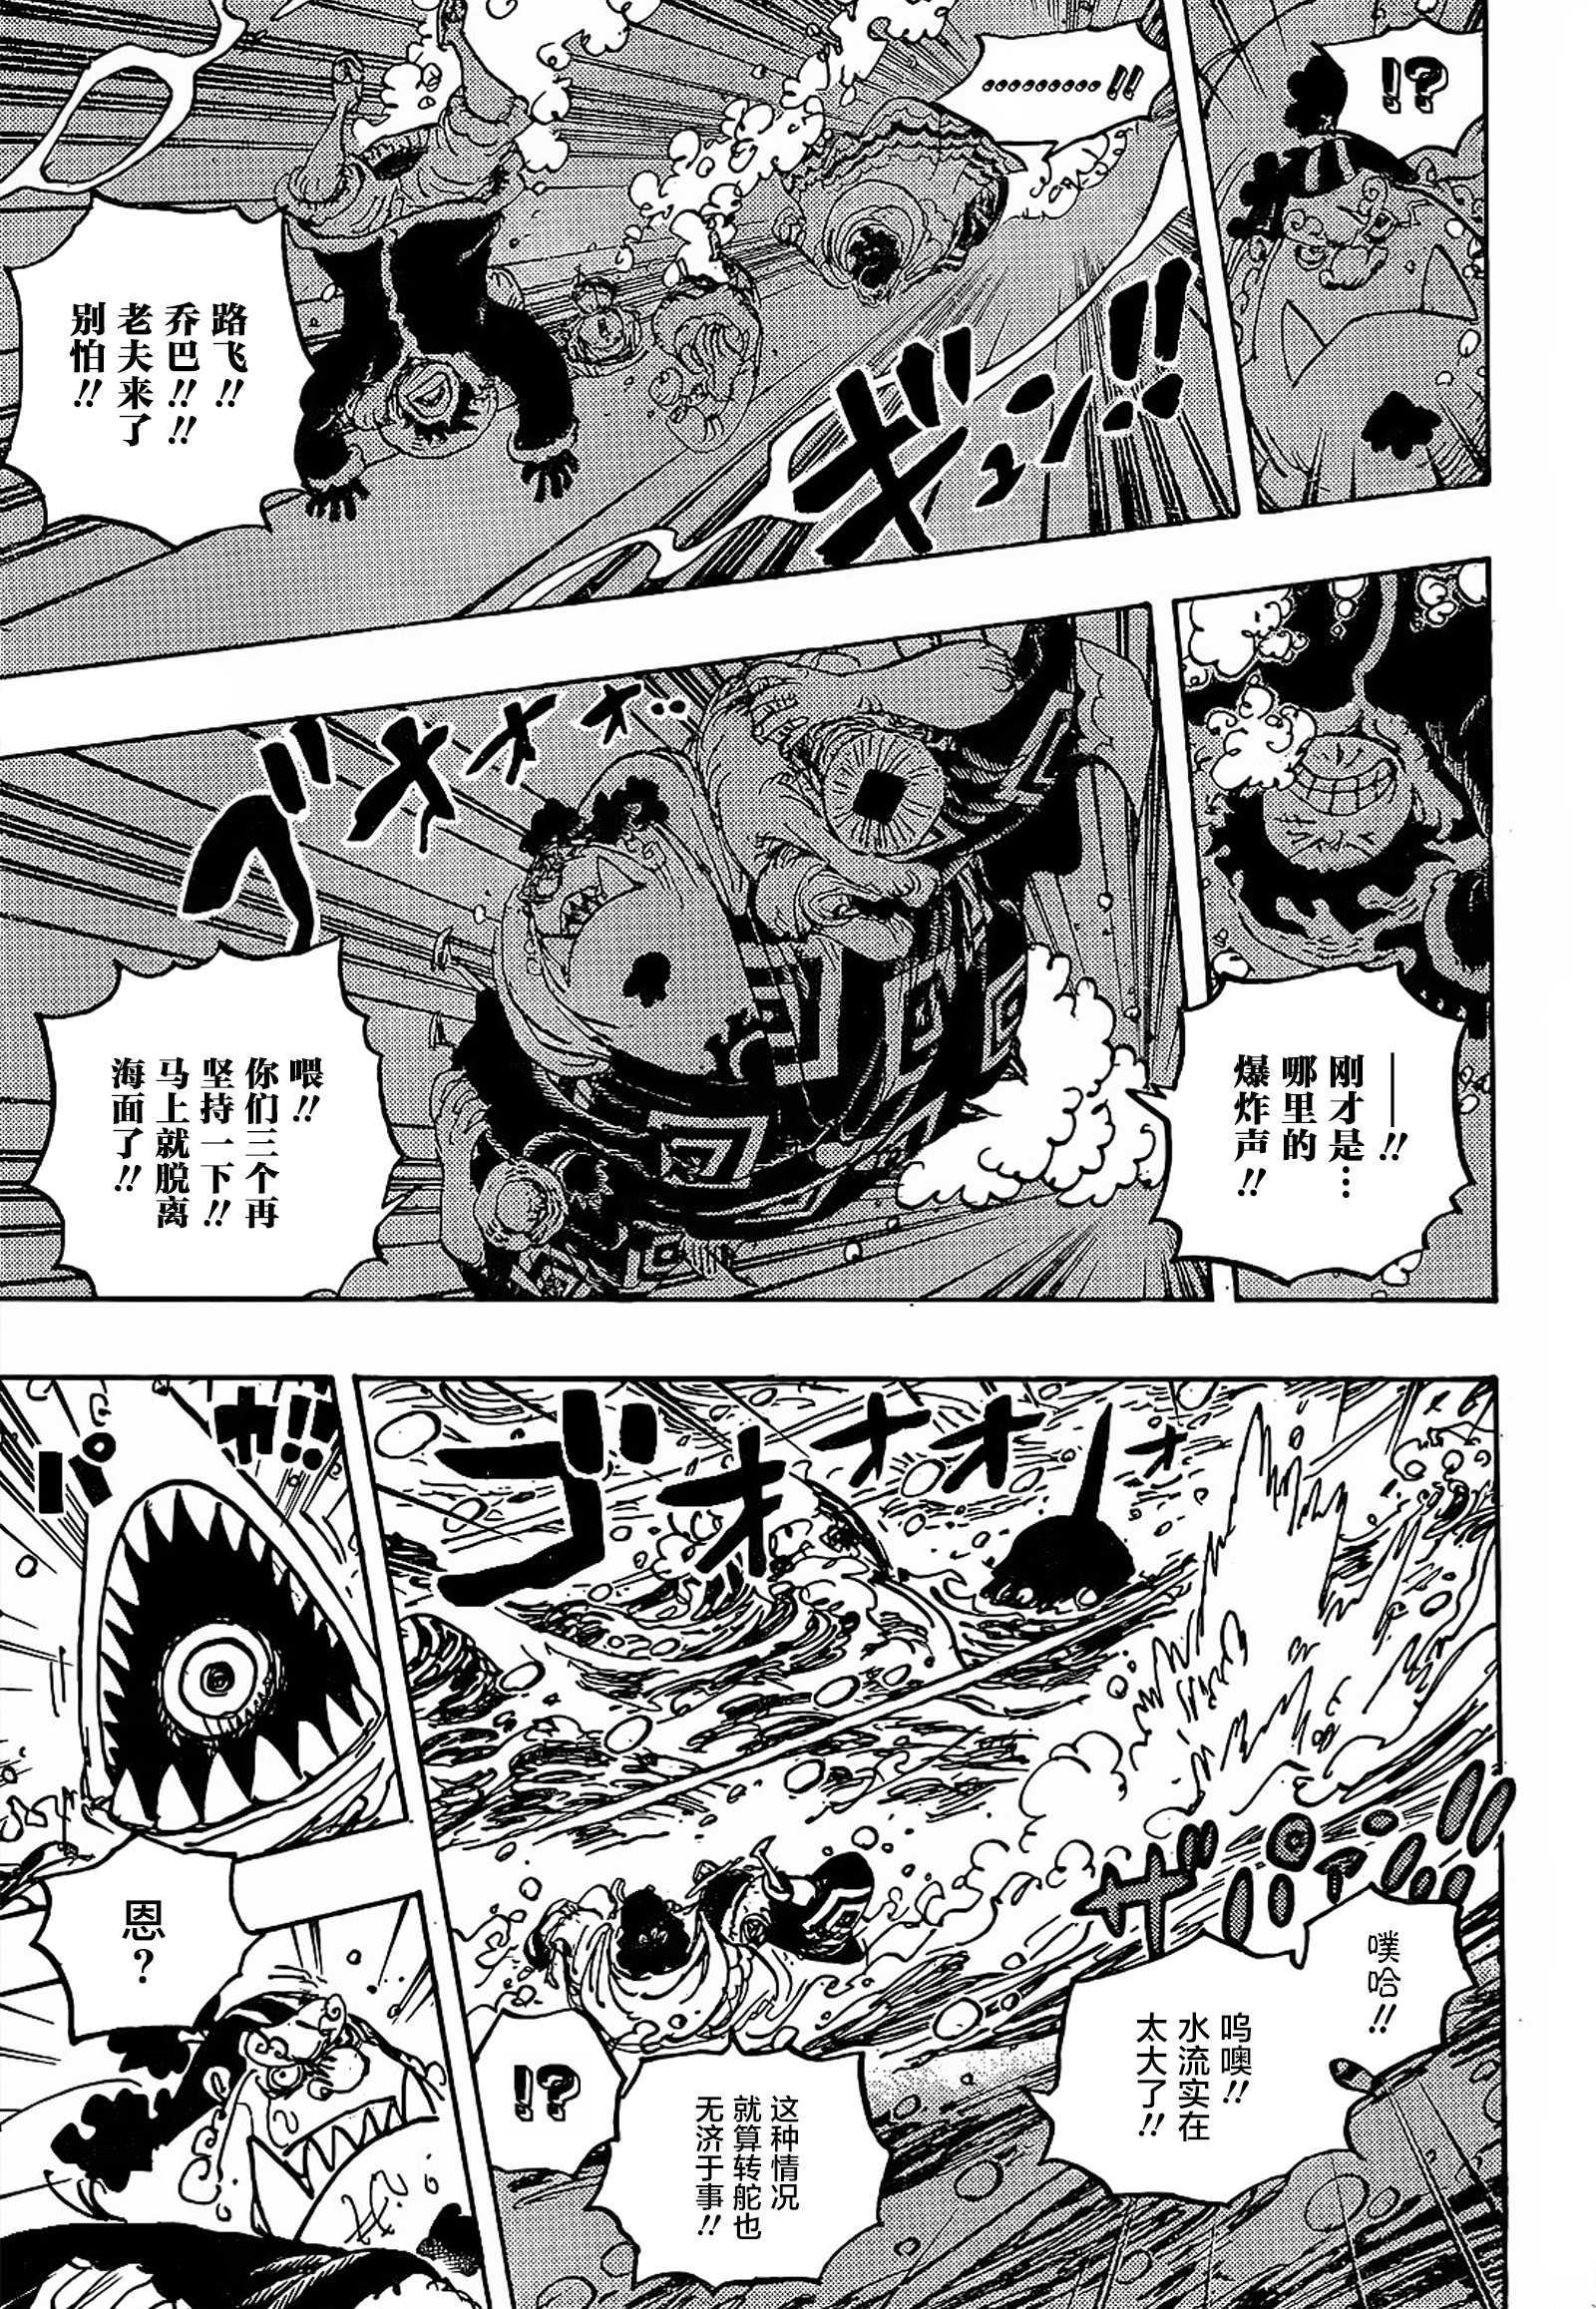 !?
………!!
ギュン!!
路飞!!
乔巴!!!
老夫来了
别怕!!
——!!
刚才是…
哪里的
爆炸声!!
ブオオオオ…
喂!!
你们三个再
坚持一下!!
马上就脱离
海面了!!
ゴオオオオ
ザバァ…!!
噗哈!!
呜噢!!
水流实在
太大了!!
这种情况
就算转舵也
无济于事!!
!?
パカ!!
恩?